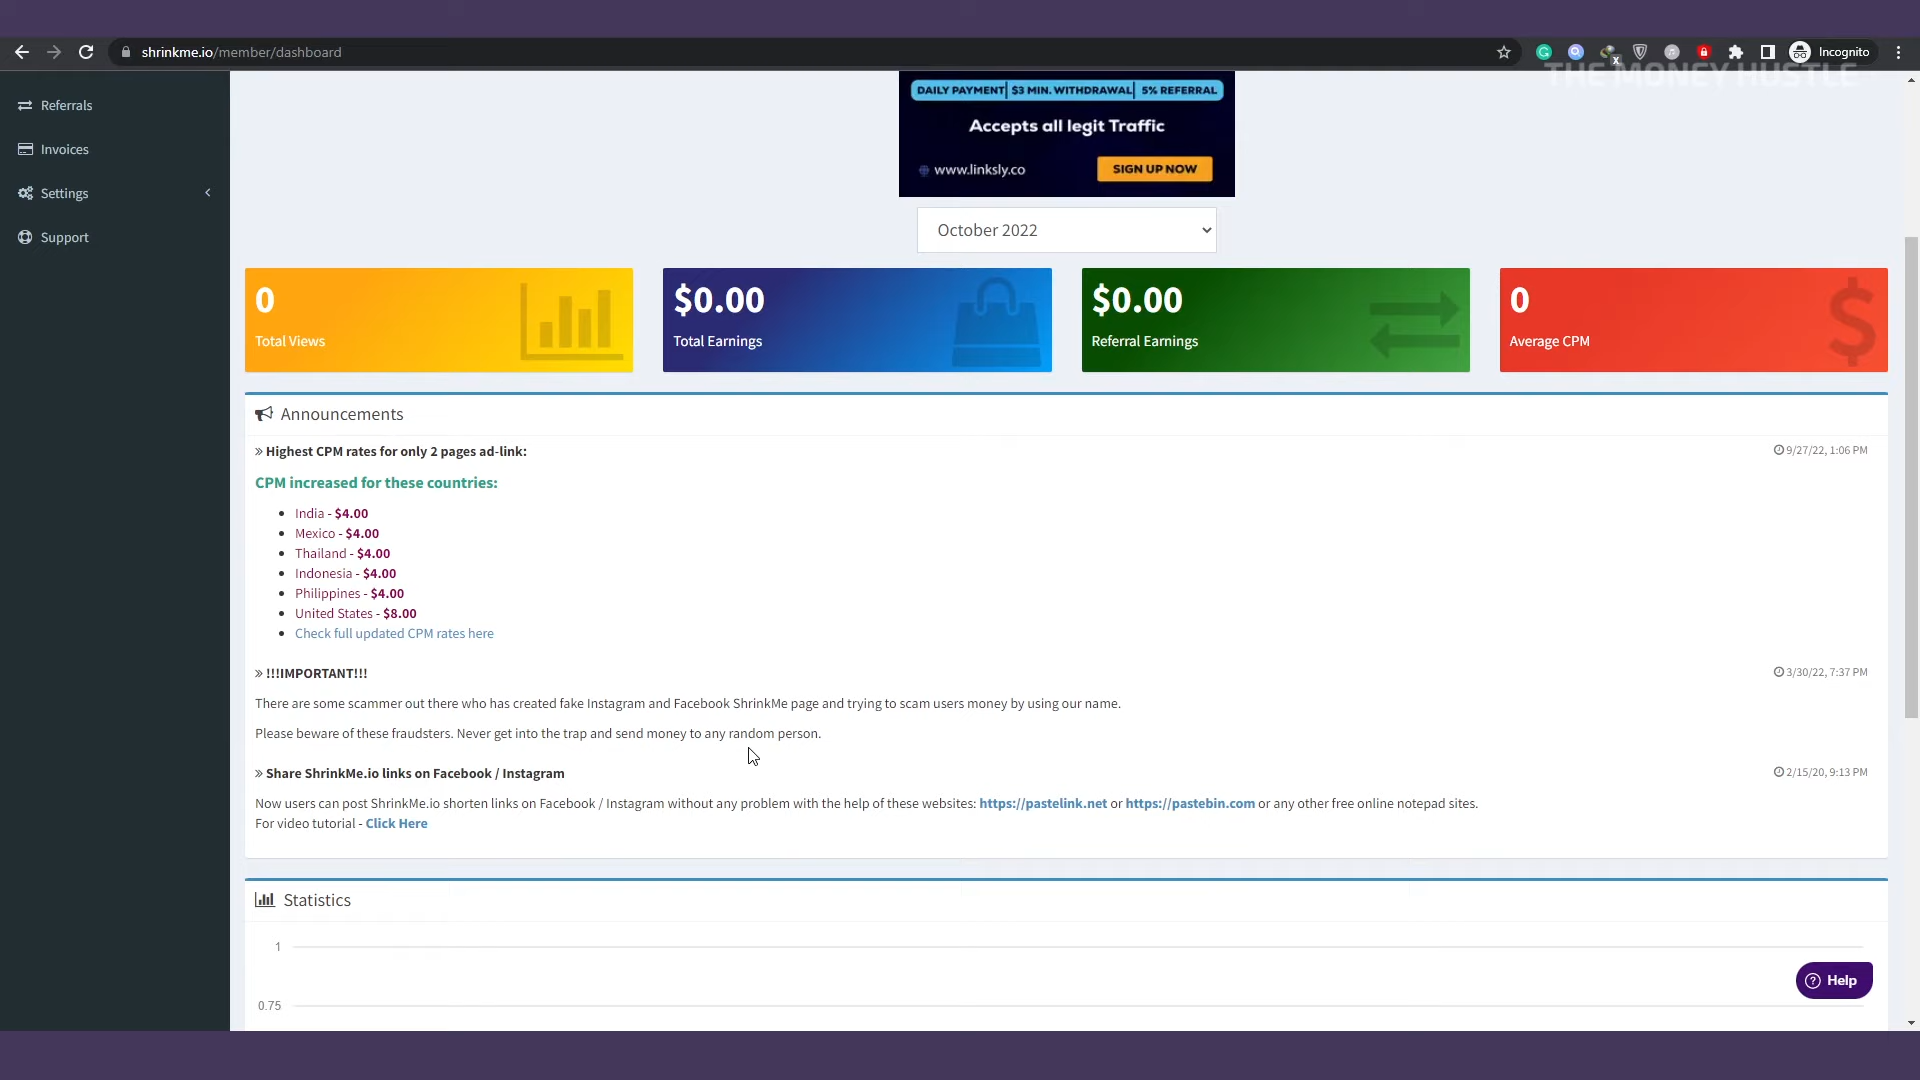 shrinkme.io/member/dashboard
Incognito
THE MONEY HUSTLE
Referrals
Invoices
Settings
Support
DAILY PAYMENT| $3 MIN. WITHDRAWAL| 5% REFERRAL
Accepts all legit Traffic
www.linksly.co
SIGN UP NOW
October 2022
0
Total Views
$0.00
Total Earnings
$0.00
Referral Earnings
0
Average CPM
Announcements
» Highest CPM rates for only 2 pages ad-link:
9/27/22, 1:06 PM
CPM increased for these countries:
• India - $4.00
• Mexico - $4.00
• Thailand - $4.00
• Indonesia - $4.00
• Philippines - $4.00
• United States - $8.00
• Check full updated CPM rates here
» !!!IMPORTANT!!!
3/30/22, 7:37 PM
There are some scammer out there who has created fake Instagram and Facebook ShrinkMe page and trying to scam users money by using our name.
Please beware of these fraudsters. Never get into the trap and send money to any random person.
» Share ShrinkMe.io links on Facebook / Instagram
2/15/20, 9:13 PM
Now users can post ShrinkMe.io shorten links on Facebook / Instagram without any problem with the help of these websites: https://pastelink.net or https://pastebin.com or any other free online notepad sites.
For video tutorial - Click Here
Statistics
1
0.75
Help